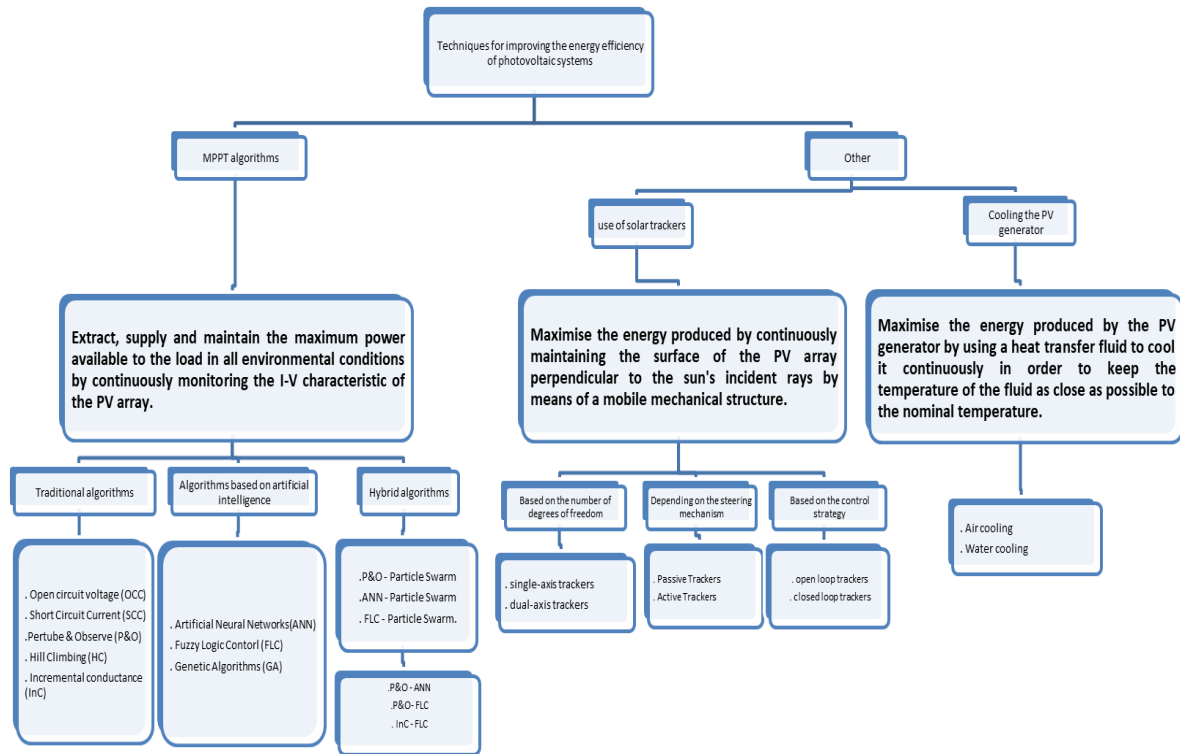 Techniques for improving the energy efficiency
of photovoltaic systems
MPPT algorithms
Other
use of solar trackers
Cooling the PV
generator
Extract, supply and maintain the maximum power
available to the load in all environmental conditions
by continuously monitoring the I-V characteristic of
the PV array.
Maximise the energy produced by continuously
maintaining the surface of the PV array
perpendicular to the sun's incident rays by
means of a mobile mechanical structure.
Maximise the energy produced by the PV
generator by using a heat transfer fluid to cool
it continuously in order to keep the
temperature of the fluid as close as possible to
the nominal temperature.
Traditional algorithms
Algorithms based on artificial
intelligence
Hybrid algorithms
Based on the number of
degrees of freedom
Depending on the steering
mechanism
Based on the control
strategy
. Open circuit voltage (OCC)
. Short Circuit Current (SCC)
.Pertube & Observe (P&O)
. Hill Climbing (HC)
. Incremental conductance
(InC)
. Artificial Neural Networks(ANN)
. Fuzzy Logic Contorl (FLC)
. Genetic Algorithms (GA)
.P&O - Particle Swarm
.ANN - Particle Swarm
. FLC - Particle Swarm.
.P&O - ANN
.P&O- FLC
. InC - FLC
. single-axis trackers
. dual-axis trackers
. Passive Trackers
. Active Trackers
. open loop trackers
. closed loop trackers
. Air cooling
. Water cooling